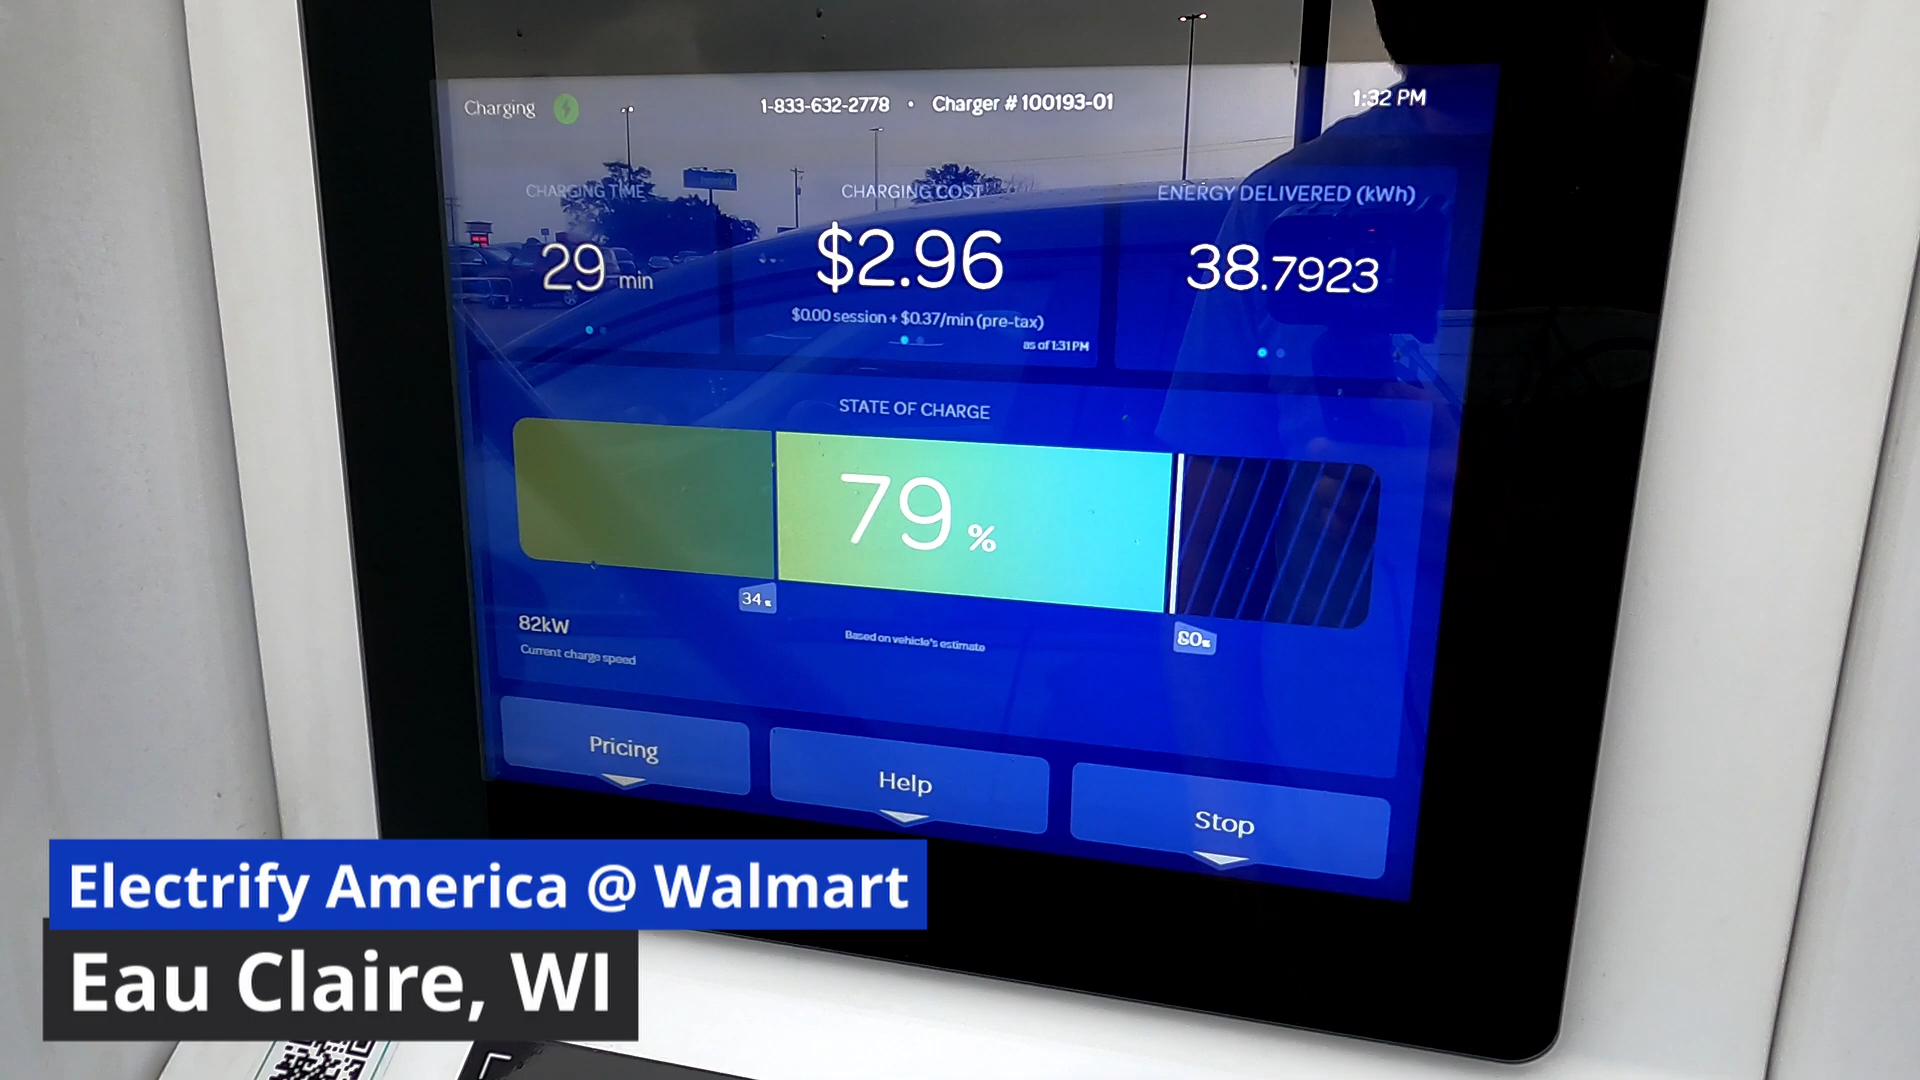 Charging
1-833-632-2778 • Charger # 100193-01
1:32 PM
CHARGING TIME
29 min
CHARGING COST
$2.96
$0.00 session + $0.37/min (pre-tax)
as of 1:31 PM
ENERGY DELIVERED (kWh)
38.7923
STATE OF CHARGE
79 %
34%
80%
82kW
Current charge speed
Based on vehicle's estimate
Pricing
Help
Stop
Electrify America @ Walmart
Eau Claire, WI